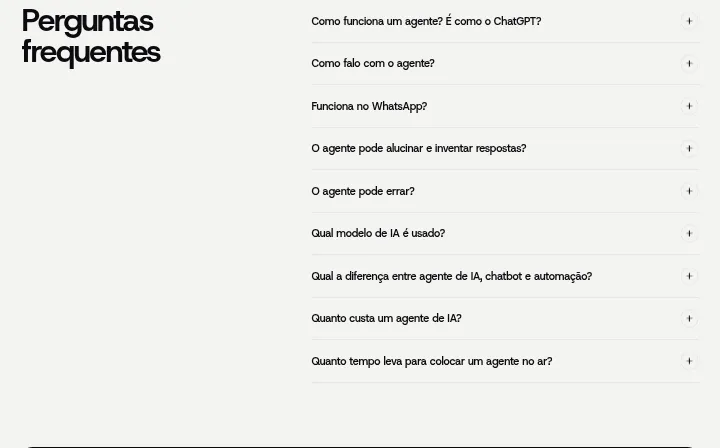 Perguntas
frequentes
Como funciona um agente? É como o ChatGPT?
Como falo com o agente?
Funciona no WhatsApp?
O agente pode alucinar e inventar respostas?
O agente pode errar?
Qual modelo de IA é usado?
Qual a diferença entre agente de IA, chatbot e automação?
Quanto custa um agente de IA?
Quanto tempo leva para colocar um agente no ar?